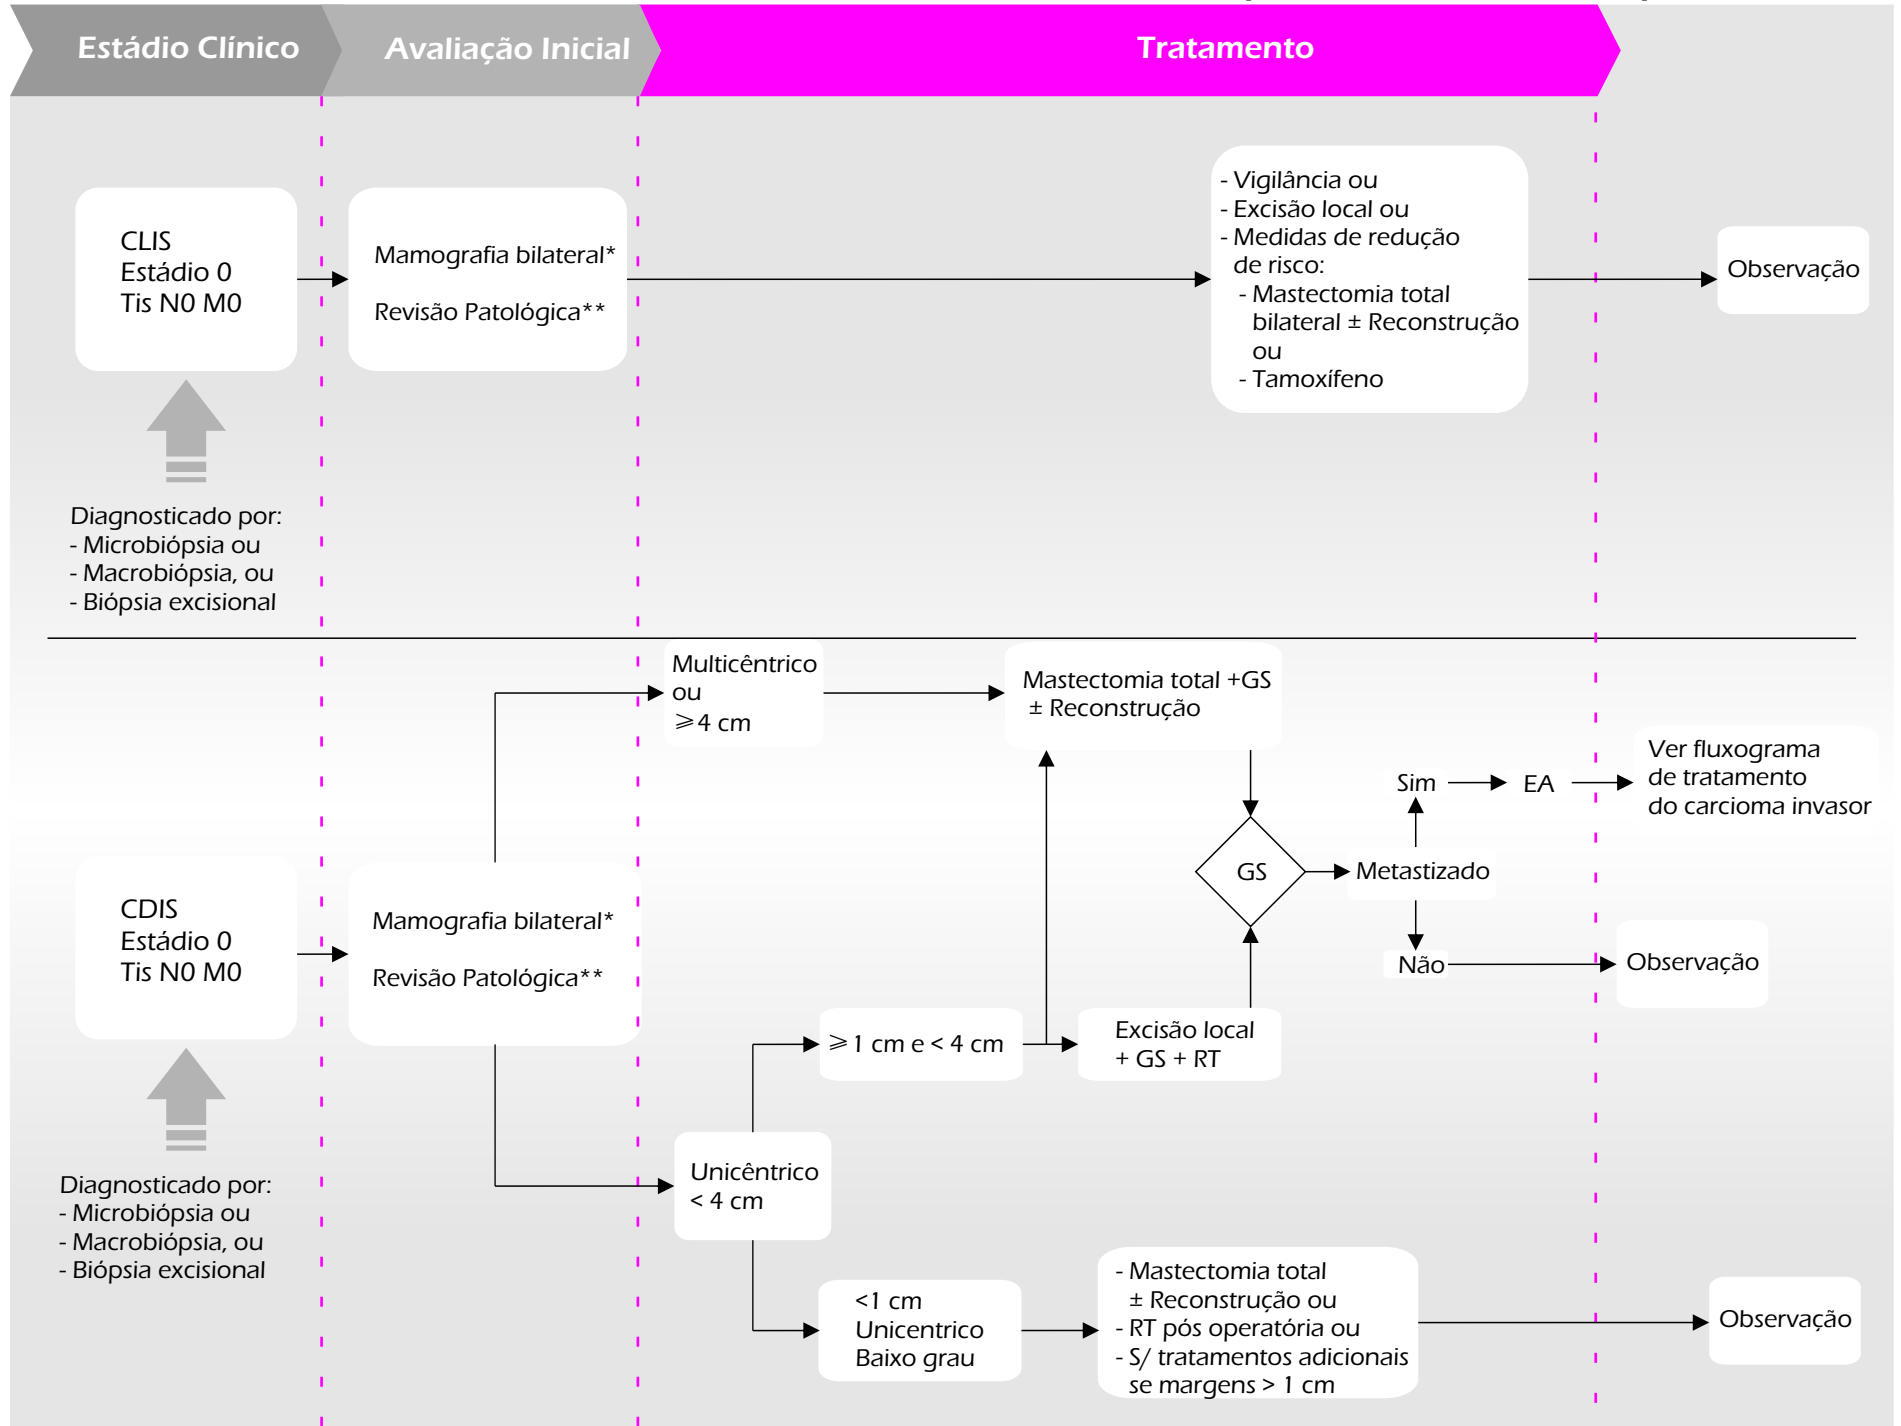 Estádio Clínico
Avaliação Inicial
Tratamento
CLIS
Estádio 0
Tis N0 M0
Mamografia bilateral*
Revisão Patológica**
- Vigilância ou
- Excisão local ou
- Medidas de redução
de risco:
- Mastectomia total
bilateral ± Reconstrução
ou
- Tamoxífeno
Observação
Diagnosticado por:
- Microbiópsia ou
- Macrobiópsia, ou
- Biópsia excisional
Multicêntrico
ou
⩾4 cm
Mastectomia total +GS
± Reconstrução
Sim
EA
Ver fluxograma
de tratamento
do carcioma invasor
GS
Metastizado
CDIS
Estádio 0
Tis N0 M0
Mamografia bilateral*
Revisão Patológica**
Não
Observação
⩾1 cm e < 4 cm
Excisão local
+ GS + RT
Unicêntrico
< 4 cm
Diagnosticado por:
- Microbiópsia ou
- Macrobiópsia, ou
- Biópsia excisional
<1 cm
Unicentrico
Baixo grau
- Mastectomia total
± Reconstrução ou
- RT pós operatória ou
- S/ tratamentos adicionais
se margens > 1 cm
Observação